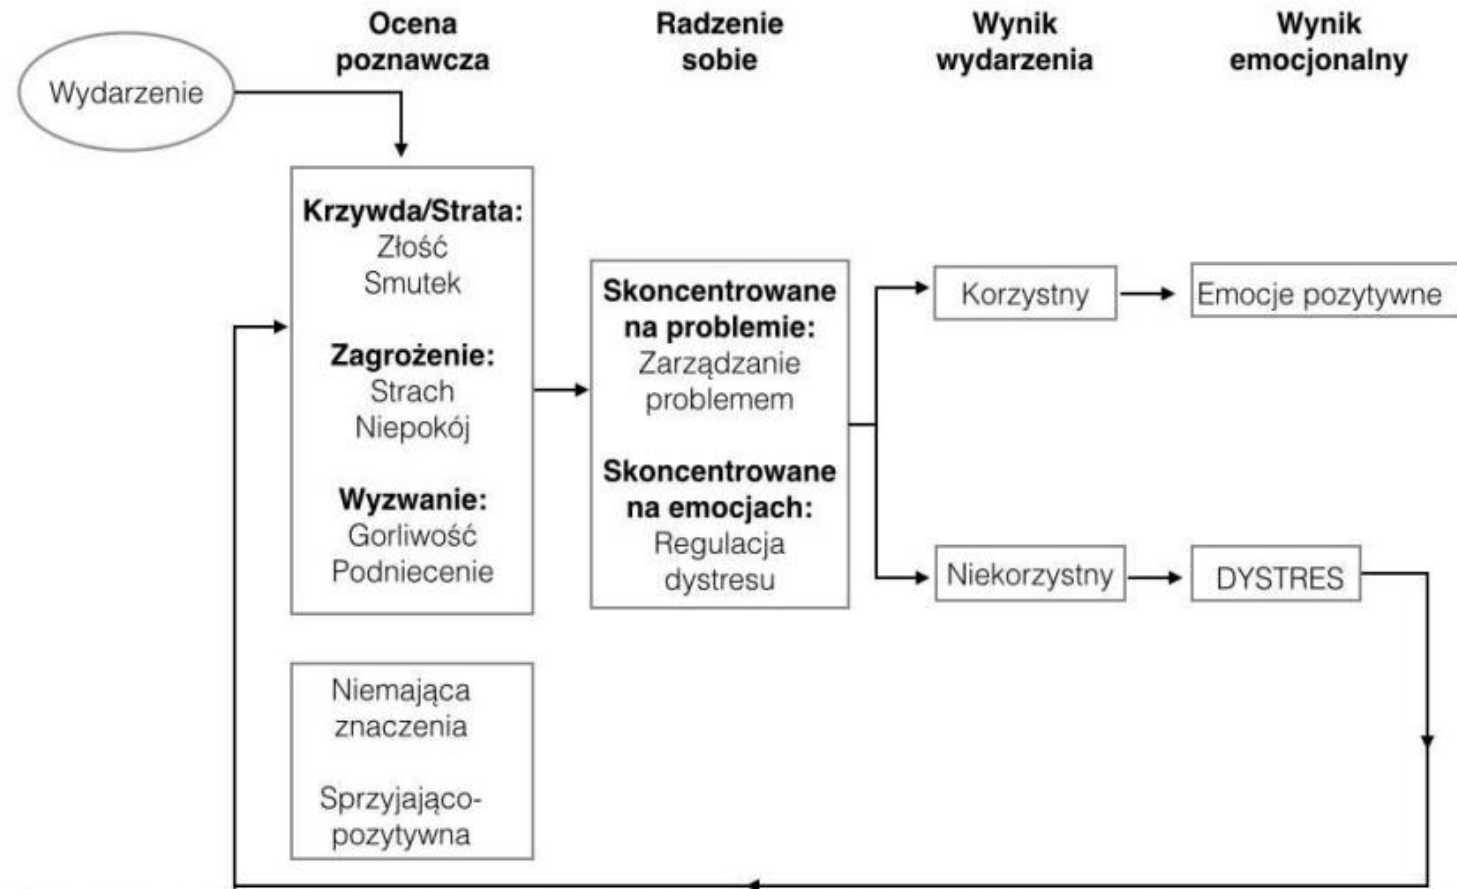 Ocena
poznawcza
Radzenie
sobie
Wynik
wydarzenia
Wynik
emocjonalny
Wydarzenie
Krzywda/Strata:
Złość
Smutek
Zagrożenie:
Strach
Niepokój
Wyzwanie:
Gorliwość
Podniecenie
Niemająca
znaczenia
Sprzyjająco-
pozytywna
Skoncentrowane
na problemie:
Zarządzanie
problemem
Skoncentrowane
na emocjach:
Regulacja
dystresu
Korzystny
Emocje pozytywne
Niekorzystny
DYSTRES